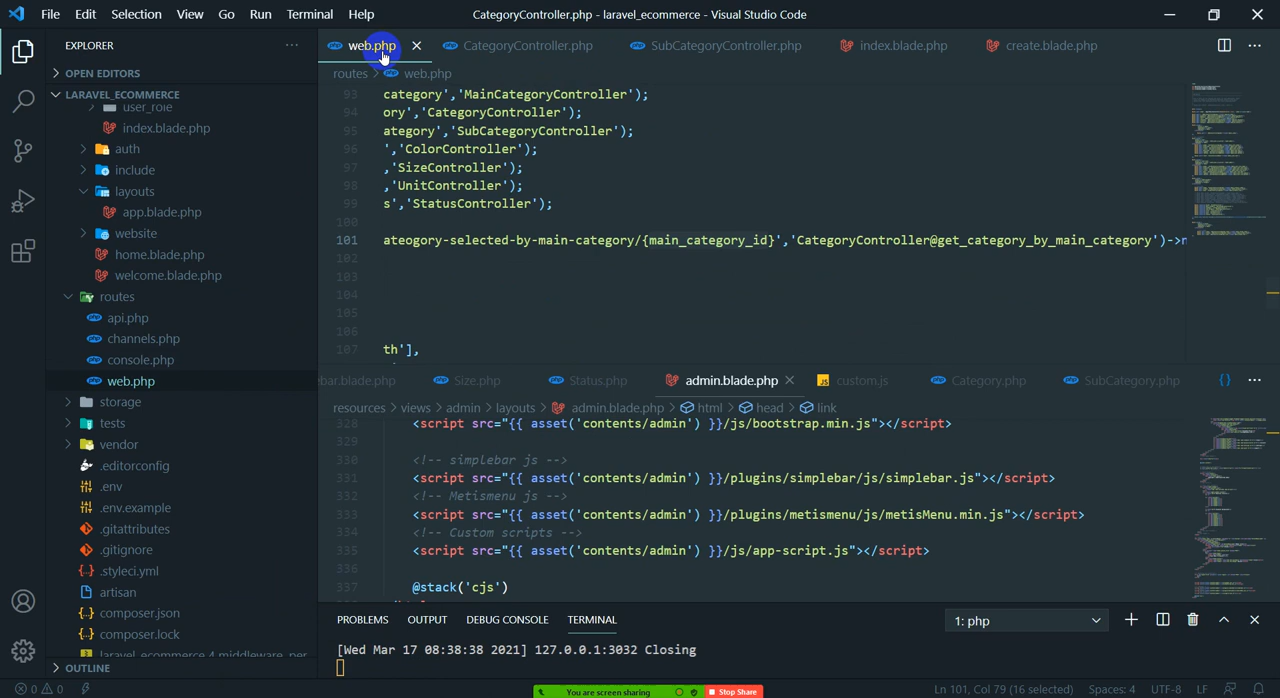 File Edit Selection View Go Run Terminal Help
CategoryController.php - laravel_ecommerce - Visual Studio Code
EXPLORER
OPEN EDITORS
LARAVEL_ECOMMERCE
user_role
index.blade.php
auth
include
layouts
app.blade.php
website
home.blade.php
welcome.blade.php
routes
api.php
channels.php
console.php
web.php
storage
tests
vendor
.editorconfig
.env
.env.example
.gitattributes
.gitignore
.styleci.yml
artisan
composer.json
composer.lock
laravel_ecommerce 4 middleware_per
OUTLINE
web.php CategoryController.php SubCategoryController.php index.blade.php create.blade.php
routes > web.php
93 category','MainCategoryController');
94 ory','CategoryController');
95 ategory','SubCategoryController');
96 ','ColorController');
97 ,'SizeController');
98 ,'UnitController');
99 s','StatusController');
100
101 ateogory-selected-by-main-category/{main_category_id}','CategoryController@get_category_by_main_category')->n
102
103
104
105
106
107 th'],
bar.blade.php Size.php Status.php admin.blade.php custom.js Category.php SubCategory.php
resources > views > admin > layouts > admin.blade.php > html > head > link
328 <script src="{{ asset('contents/admin') }}/js/bootstrap.min.js"></script>
329
330 <!-- simplebar js -->
331 <script src="{{ asset('contents/admin') }}/plugins/simplebar/js/simplebar.js"></script>
332 <!-- Metismenu js -->
333 <script src="{{ asset('contents/admin') }}/plugins/metismenu/js/metisMenu.min.js"></script>
334 <!-- Custom scripts -->
335 <script src="{{ asset('contents/admin') }}/js/app-script.js"></script>
336
337 @stack('cjs')
PROBLEMS OUTPUT DEBUG CONSOLE TERMINAL
1: php
[Wed Mar 17 08:38:38 2021] 127.0.0.1:3032 Closing
0 0
You are screen sharing Stop Share
Ln 101, Col 79 (16 selected) Spaces: 4 UTF-8 LF